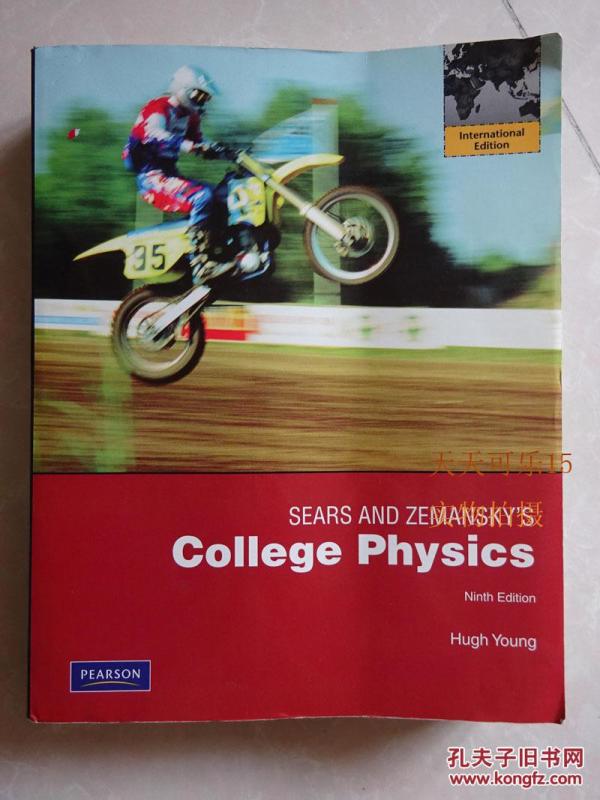 International
Edition
35
天天可乐15
实物拍摄
SEARS AND ZEMANSKY'S
College Physics
Ninth Edition
Hugh Young
PEARSON
孔夫子旧书网
www.kongfz.com